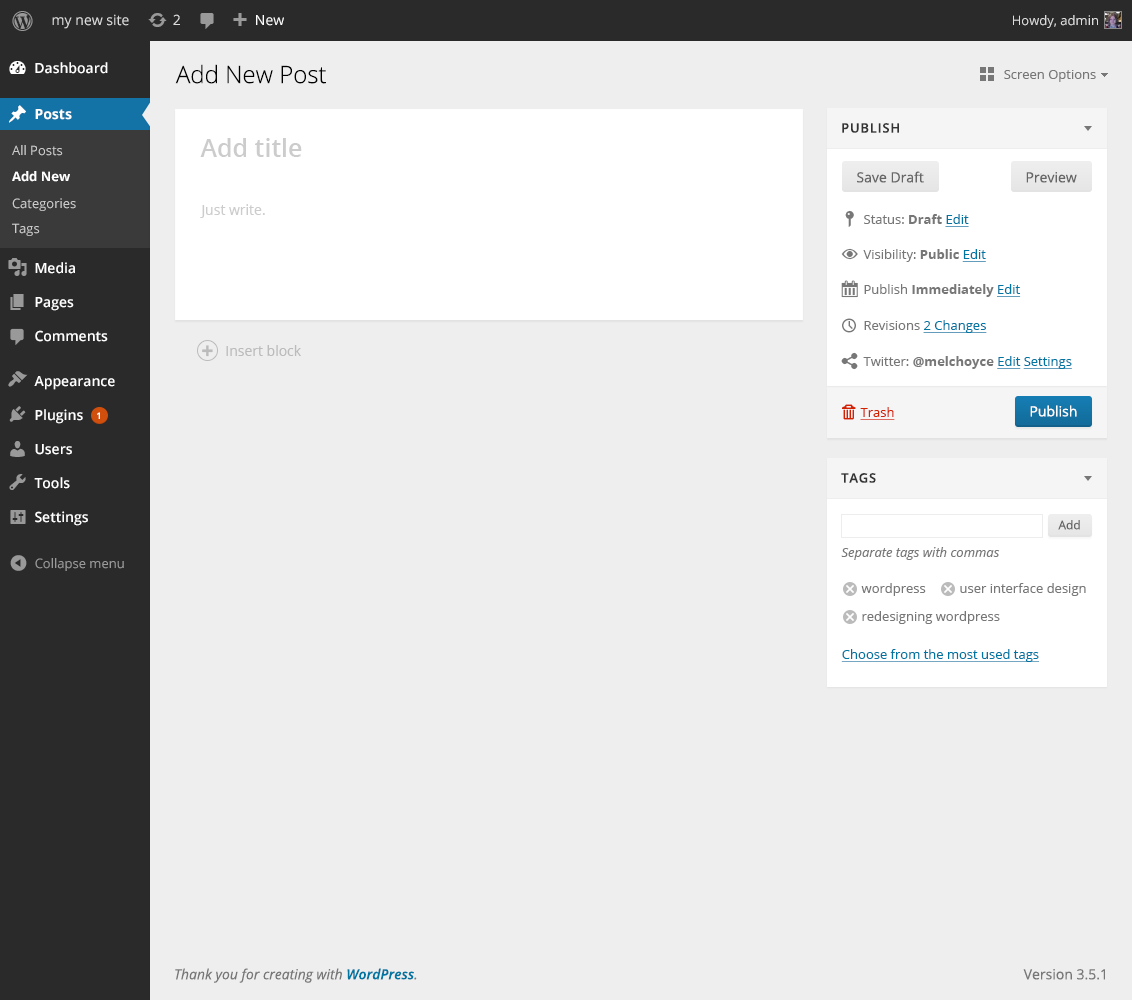 my new site 2 New Howdy, admin
Dashboard
Posts
All Posts
Add New
Categories
Tags
Media
Pages
Comments
Appearance
Plugins 1
Users
Tools
Settings
Collapse menu
Add New Post
Screen Options
Add title
Just write.
Insert block
PUBLISH
Save Draft Preview
Status: Draft Edit
Visibility: Public Edit
Publish Immediately Edit
Revisions 2 Changes
Twitter: @melchoyce Edit Settings
Trash Publish
TAGS
Add
Separate tags with commas
wordpress user interface design
redesigning wordpress
Choose from the most used tags
Thank you for creating with WordPress. Version 3.5.1